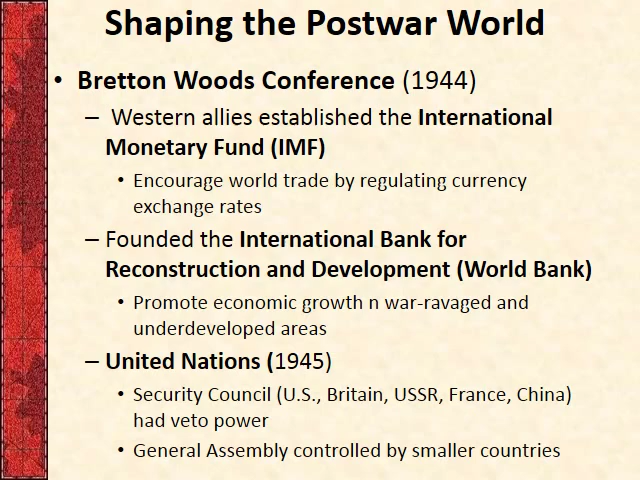 Shaping the Postwar World
• Bretton Woods Conference (1944)
– Western allies established the International
Monetary Fund (IMF)
• Encourage world trade by regulating currency
exchange rates
– Founded the International Bank for
Reconstruction and Development (World Bank)
• Promote economic growth n war-ravaged and
underdeveloped areas
– United Nations (1945)
• Security Council (U.S., Britain, USSR, France, China)
had veto power
• General Assembly controlled by smaller countries